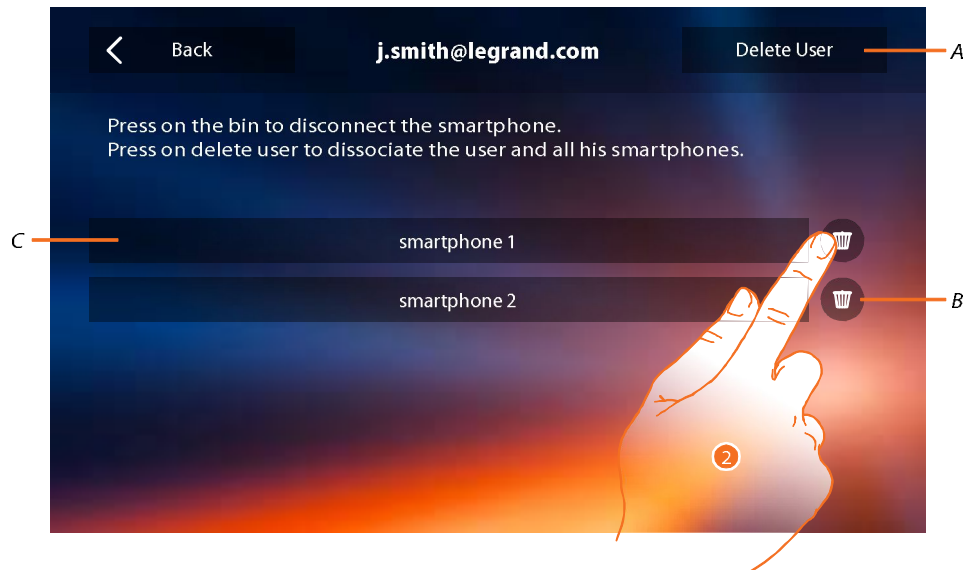 Back
j.smith@legrand.com
Delete User
A
Press on the bin to disconnect the smartphone.
Press on delete user to dissociate the user and all his smartphones.
C
smartphone 1
smartphone 2
B
2